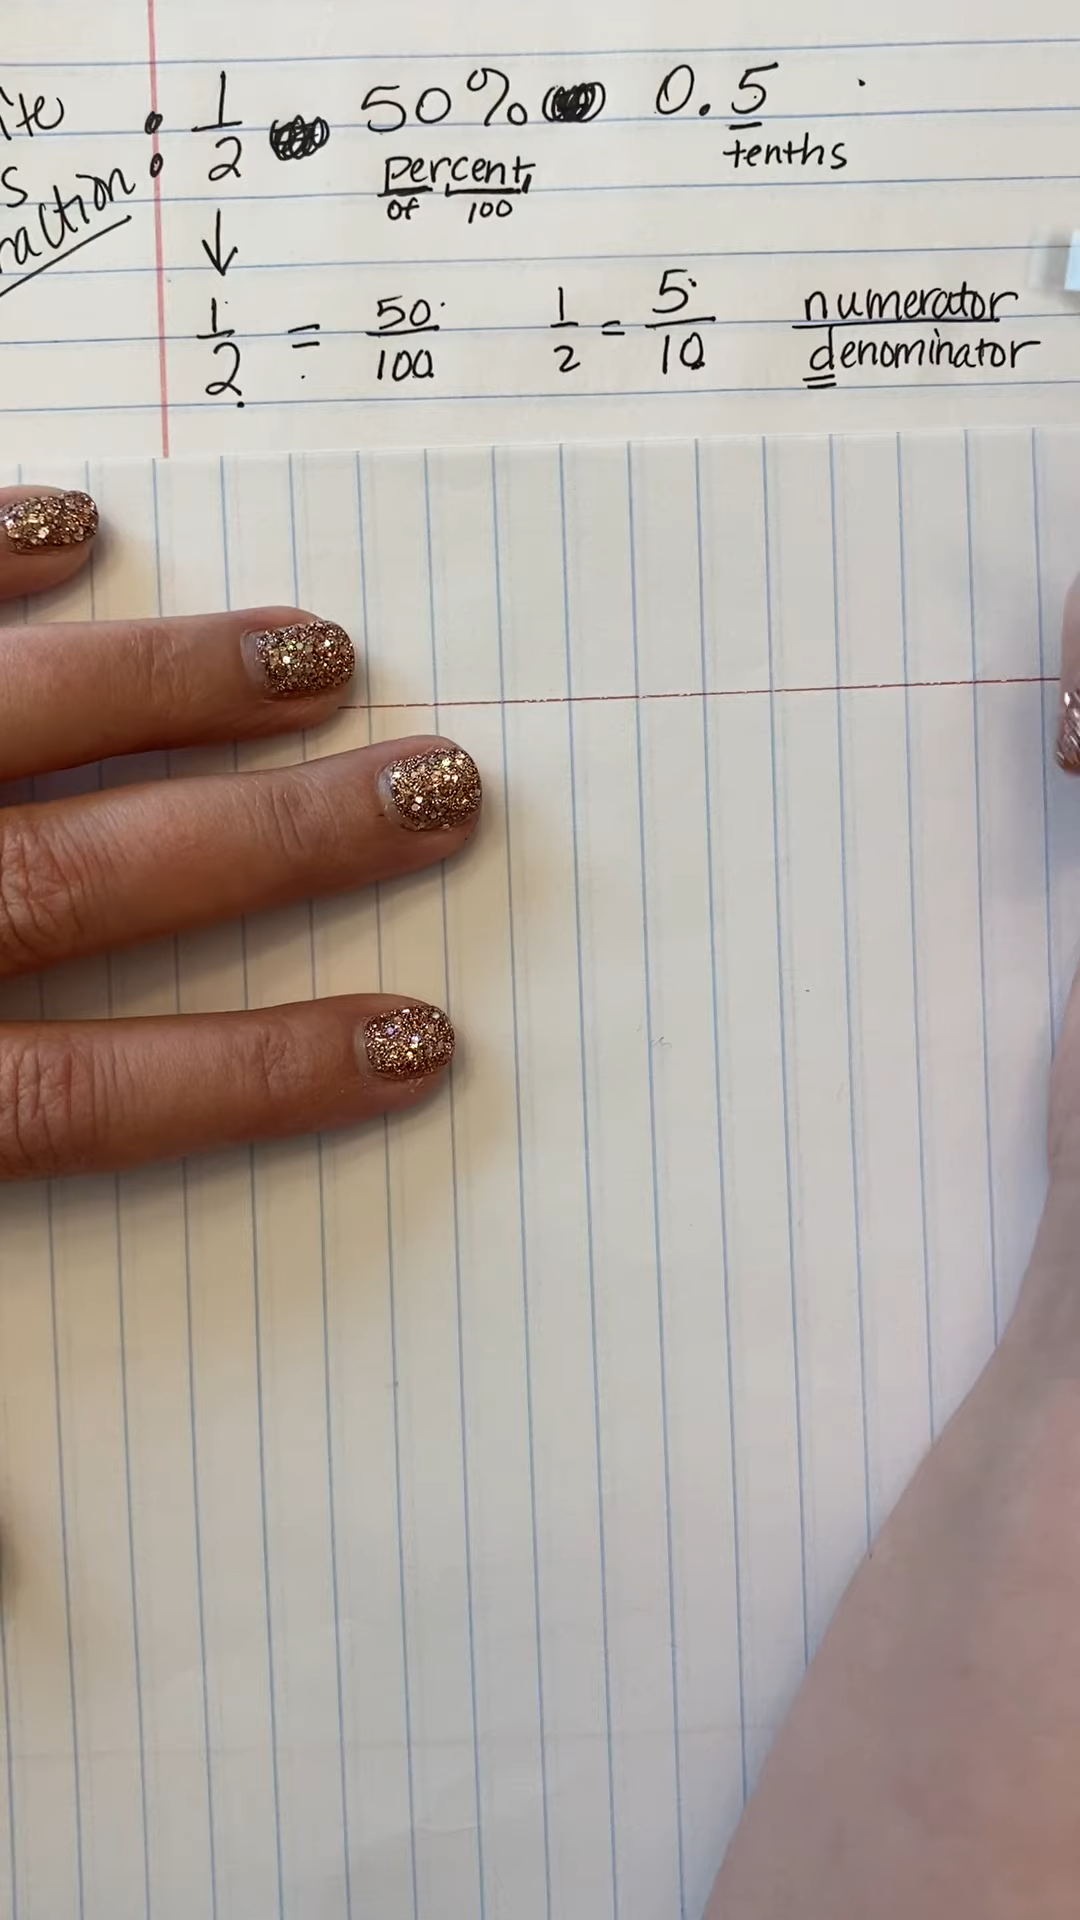 1/2 50% 0.5
percent, tenths
of 100
1/2 = 50/100 1/2 = 5/10 numerator/denominator